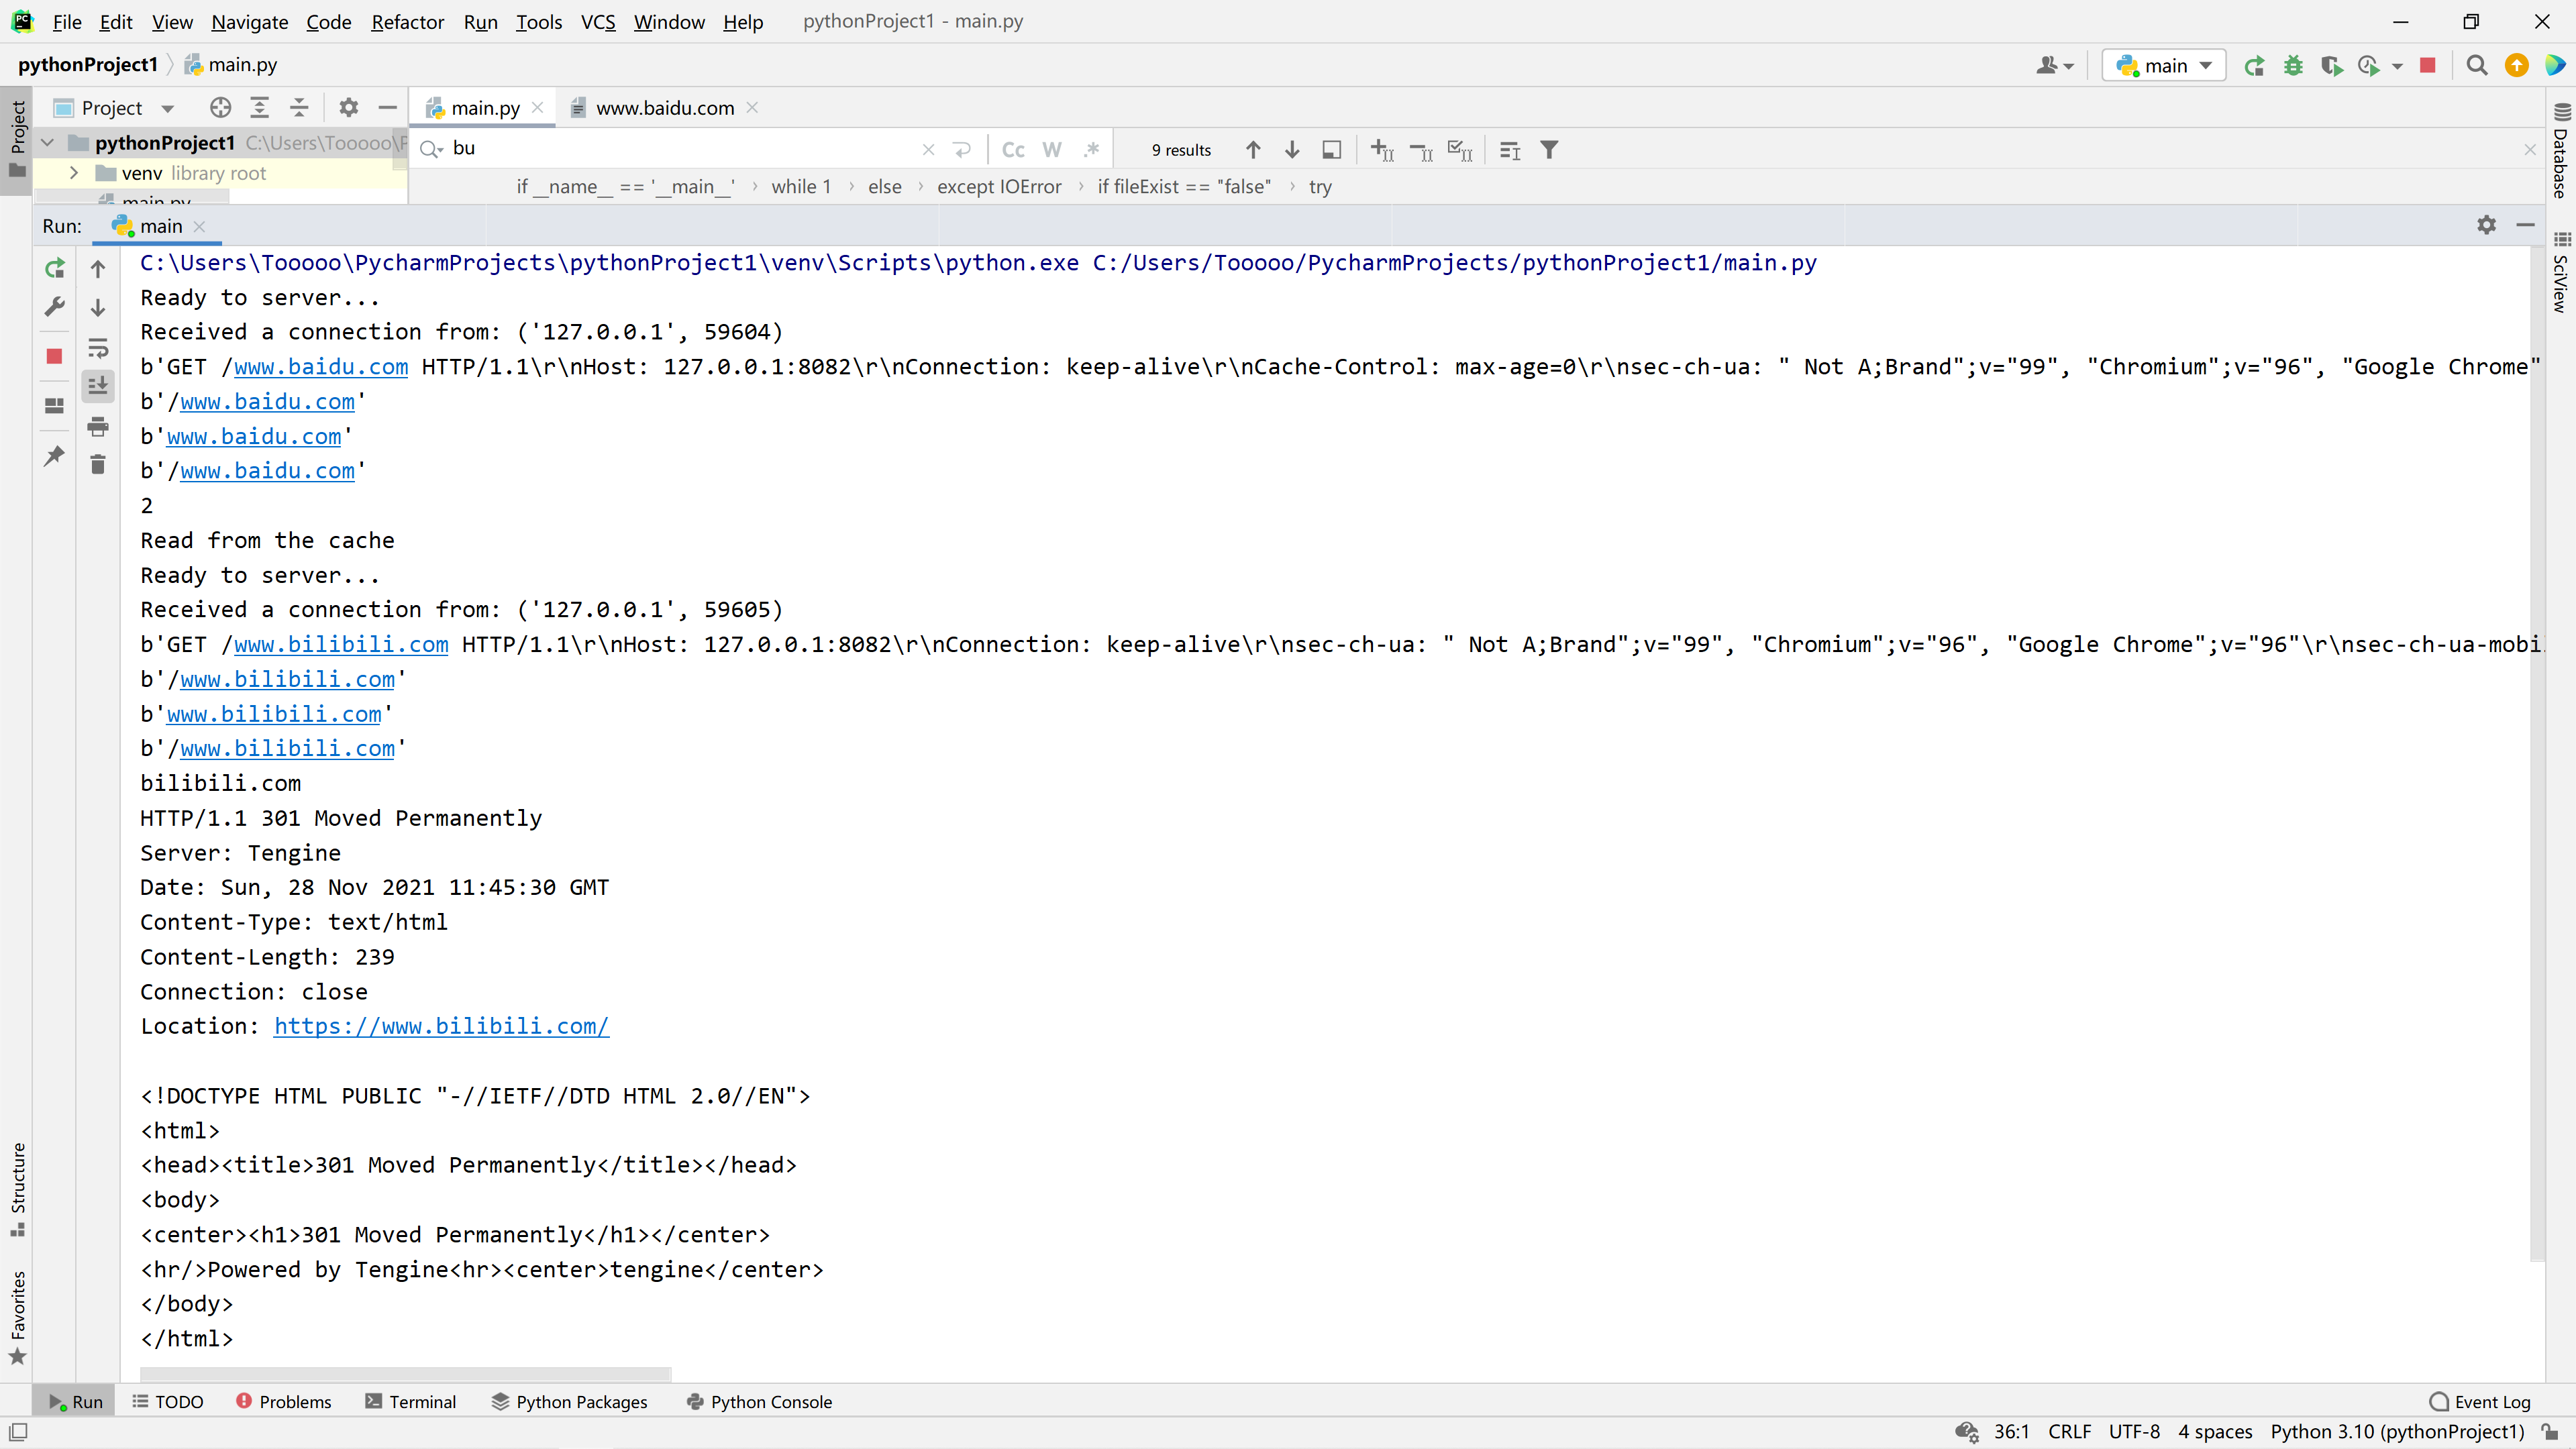 File Edit View Navigate Code Refactor Run Tools VCS Window Help pythonProject1 - main.py
pythonProject1 main.py main
Project main.py www.baidu.com
pythonProject1 C:\Users\Tooooo\
bu Cc W .* 9 results
venv library root
if __name__ == '__main__' › while 1 › else › except IOError › if fileExist == "false" › try
main.py
Run: main
C:\Users\Tooooo\PycharmProjects\pythonProject1\venv\Scripts\python.exe C:/Users/Tooooo/PycharmProjects/pythonProject1/main.py
Ready to server...
Received a connection from: ('127.0.0.1', 59604)
b'GET /www.baidu.com HTTP/1.1\r\nHost: 127.0.0.1:8082\r\nConnection: keep-alive\r\nCache-Control: max-age=0\r\nsec-ch-ua: " Not A;Brand";v="99", "Chromium";v="96", "Google Chrome"
b'/www.baidu.com'
b'www.baidu.com'
b'/www.baidu.com'
2
Read from the cache
Ready to server...
Received a connection from: ('127.0.0.1', 59605)
b'GET /www.bilibili.com HTTP/1.1\r\nHost: 127.0.0.1:8082\r\nConnection: keep-alive\r\nsec-ch-ua: " Not A;Brand";v="99", "Chromium";v="96", "Google Chrome";v="96"\r\nsec-ch-ua-mobi
b'/www.bilibili.com'
b'www.bilibili.com'
b'/www.bilibili.com'
bilibili.com
HTTP/1.1 301 Moved Permanently
Server: Tengine
Date: Sun, 28 Nov 2021 11:45:30 GMT
Content-Type: text/html
Content-Length: 239
Connection: close
Location: https://www.bilibili.com/
<!DOCTYPE HTML PUBLIC "-//IETF//DTD HTML 2.0//EN">
<html>
<head><title>301 Moved Permanently</title></head>
<body>
<center><h1>301 Moved Permanently</h1></center>
<hr/>Powered by Tengine<hr><center>tengine</center>
</body>
</html>
Project
Structure
Favorites
Database
SciView
Run TODO Problems Terminal Python Packages Python Console Event Log
36:1 CRLF UTF-8 4 spaces Python 3.10 (pythonProject1)